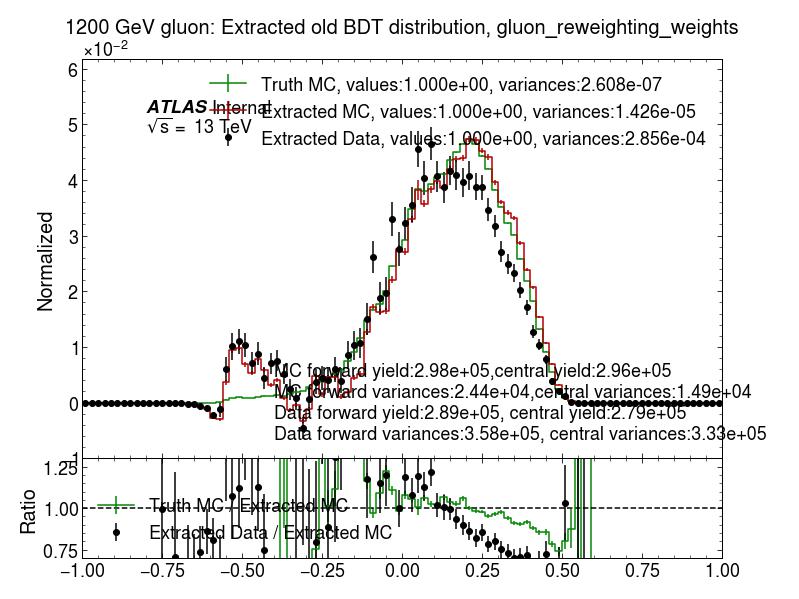 1200 GeV gluon: Extracted old BDT distribution, gluon_reweighting_weights
×10⁻²
Truth MC, values:1.000e+00, variances:2.608e-07
ATLAS Internal
Extracted MC, values:1.000e+00, variances:1.426e-05
√s = 13 TeV
Extracted Data, values:1.000e+00, variances:2.856e-04
Normalized
6
5
4
3
2
1
0
MC forward yield:2.98e+05,central yield:2.96e+05
MC forward variances:2.44e+04,central variances:1.49e+04
Data forward yield:2.89e+05, central yield:2.79e+05
Data forward variances:3.58e+05, central variances:3.33e+05
1
Ratio
1.25
1.00
0.75
Truth MC / Extracted MC
Extracted Data / Extracted MC
−1.00 −0.75 −0.50 −0.25 0.00 0.25 0.50 0.75 1.00